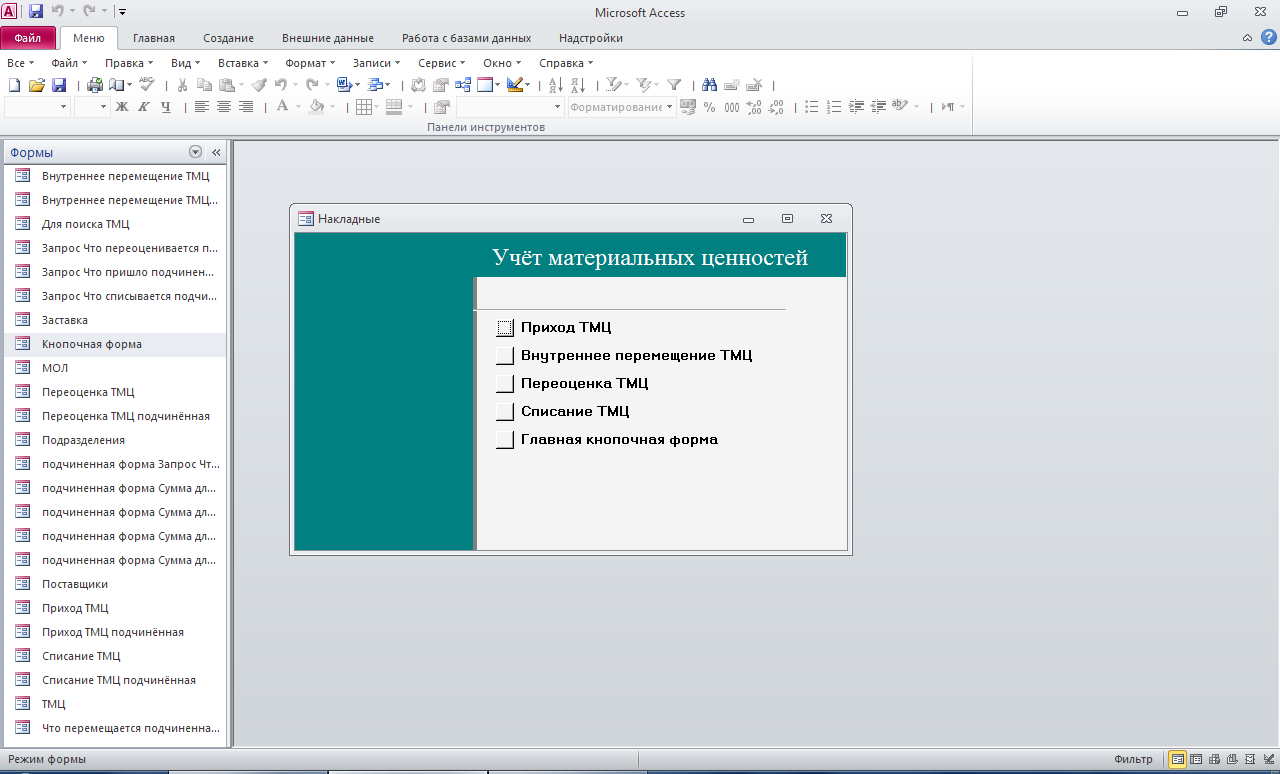 Microsoft Access
Файл Меню Главная Создание Внешние данные Работа с базами данных Надстройки
Все Файл Правка Вид Вставка Формат Записи Сервис Окно Справка
Ж К Ч А Форматирование % 000
Панели инструментов
Формы
Внутреннее перемещение ТМЦ
Внутреннее перемещение ТМЦ...
Для поиска ТМЦ
Запрос Что переоценивается п...
Запрос Что пришло подчинен...
Запрос Что списывается подчи...
Заставка
Кнопочная форма
МОЛ
Переоценка ТМЦ
Переоценка ТМЦ подчинённая
Подразделения
подчиненная форма Запрос Чт...
подчиненная форма Сумма дл...
подчиненная форма Сумма дл...
подчиненная форма Сумма дл...
подчиненная форма Сумма дл...
Поставщики
Приход ТМЦ
Приход ТМЦ подчинённая
Списание ТМЦ
Списание ТМЦ подчинённая
ТМЦ
Что перемещается подчиненна...
Накладные
Учёт материальных ценностей
Приход ТМЦ
Внутреннее перемещение ТМЦ
Переоценка ТМЦ
Списание ТМЦ
Главная кнопочная форма
Режим формы
Фильтр